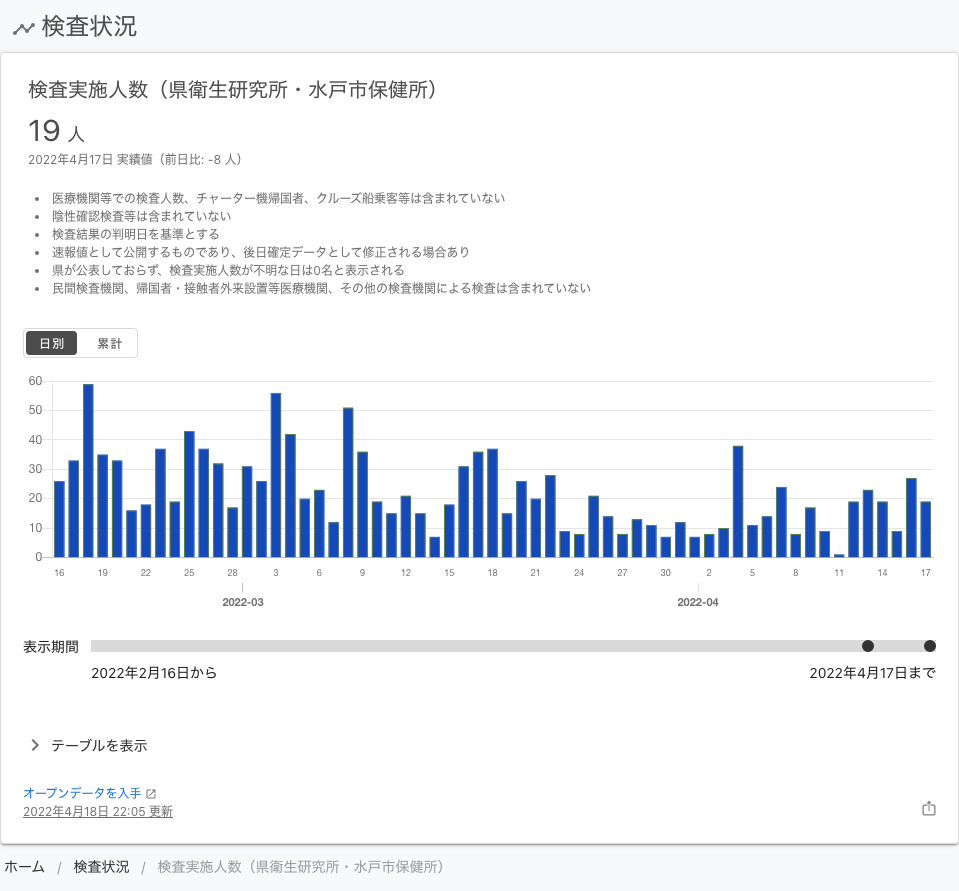 検査状況
検査実施人数（県衛生研究所・水戸市保健所）
19 人
2022年4月17日 実績値（前日比: -8 人）
医療機関等での検査人数、チャーター機帰国者、クルーズ船乗客等は含まれていない
陰性確認検査等は含まれていない
検査結果の判明日を基準とする
速報値として公開するものであり、後日確定データとして修正される場合あり
県が公表しておらず、検査実施人数が不明な日は0名と表示される
民間検査機関、帰国者・接触者外来設置等医療機関、その他の検査機関による検査は含まれていない
日別 累計
60
50
40
30
20
10
0
16 19 22 25 28 3 6 9 12 15 18 21 24 27 30 2 5 8 11 14 17
2022-03 2022-04
表示期間
2022年2月16日から 2022年4月17日まで
テーブルを表示
オープンデータを入手
2022年4月18日 22:05 更新
ホーム / 検査状況 / 検査実施人数（県衛生研究所・水戸市保健所）